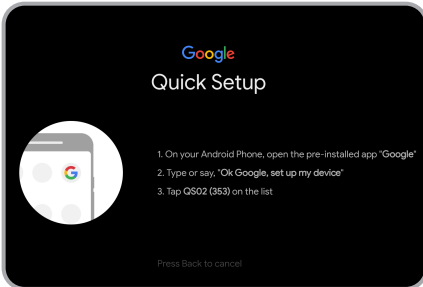 Google
Quick Setup
1. On your Android Phone, open the pre-installed app "Google"
2. Type or say, "Ok Google, set up my device"
3. Tap QS02 (353) on the list
G
Press Back to cancel